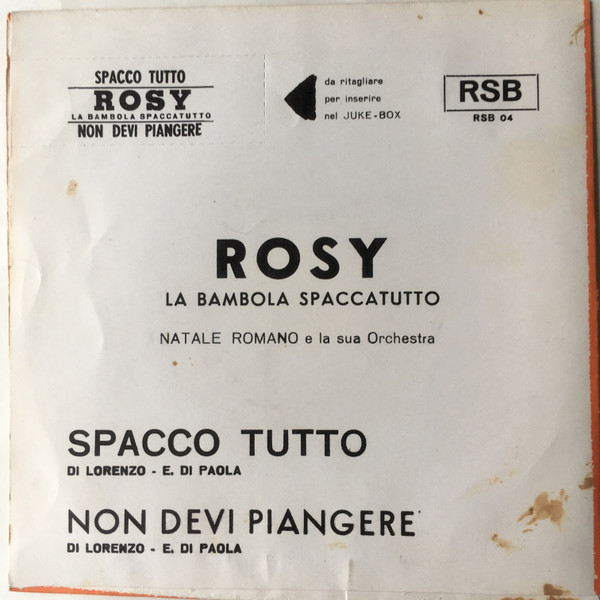 SPACCO TUTTO
ROSY
LA BAMBOLA SPACCATUTTO
NON DEVI PIANGERE
da ritagliare
per inserire
nel JUKE-BOX
RSB
RSB 04
ROSY
LA BAMBOLA SPACCATUTTO
NATALE ROMANO e la sua Orchestra
SPACCO TUTTO
DI LORENZO - E. DI PAOLA
NON DEVI PIANGERE
DI LORENZO - E. DI PAOLA